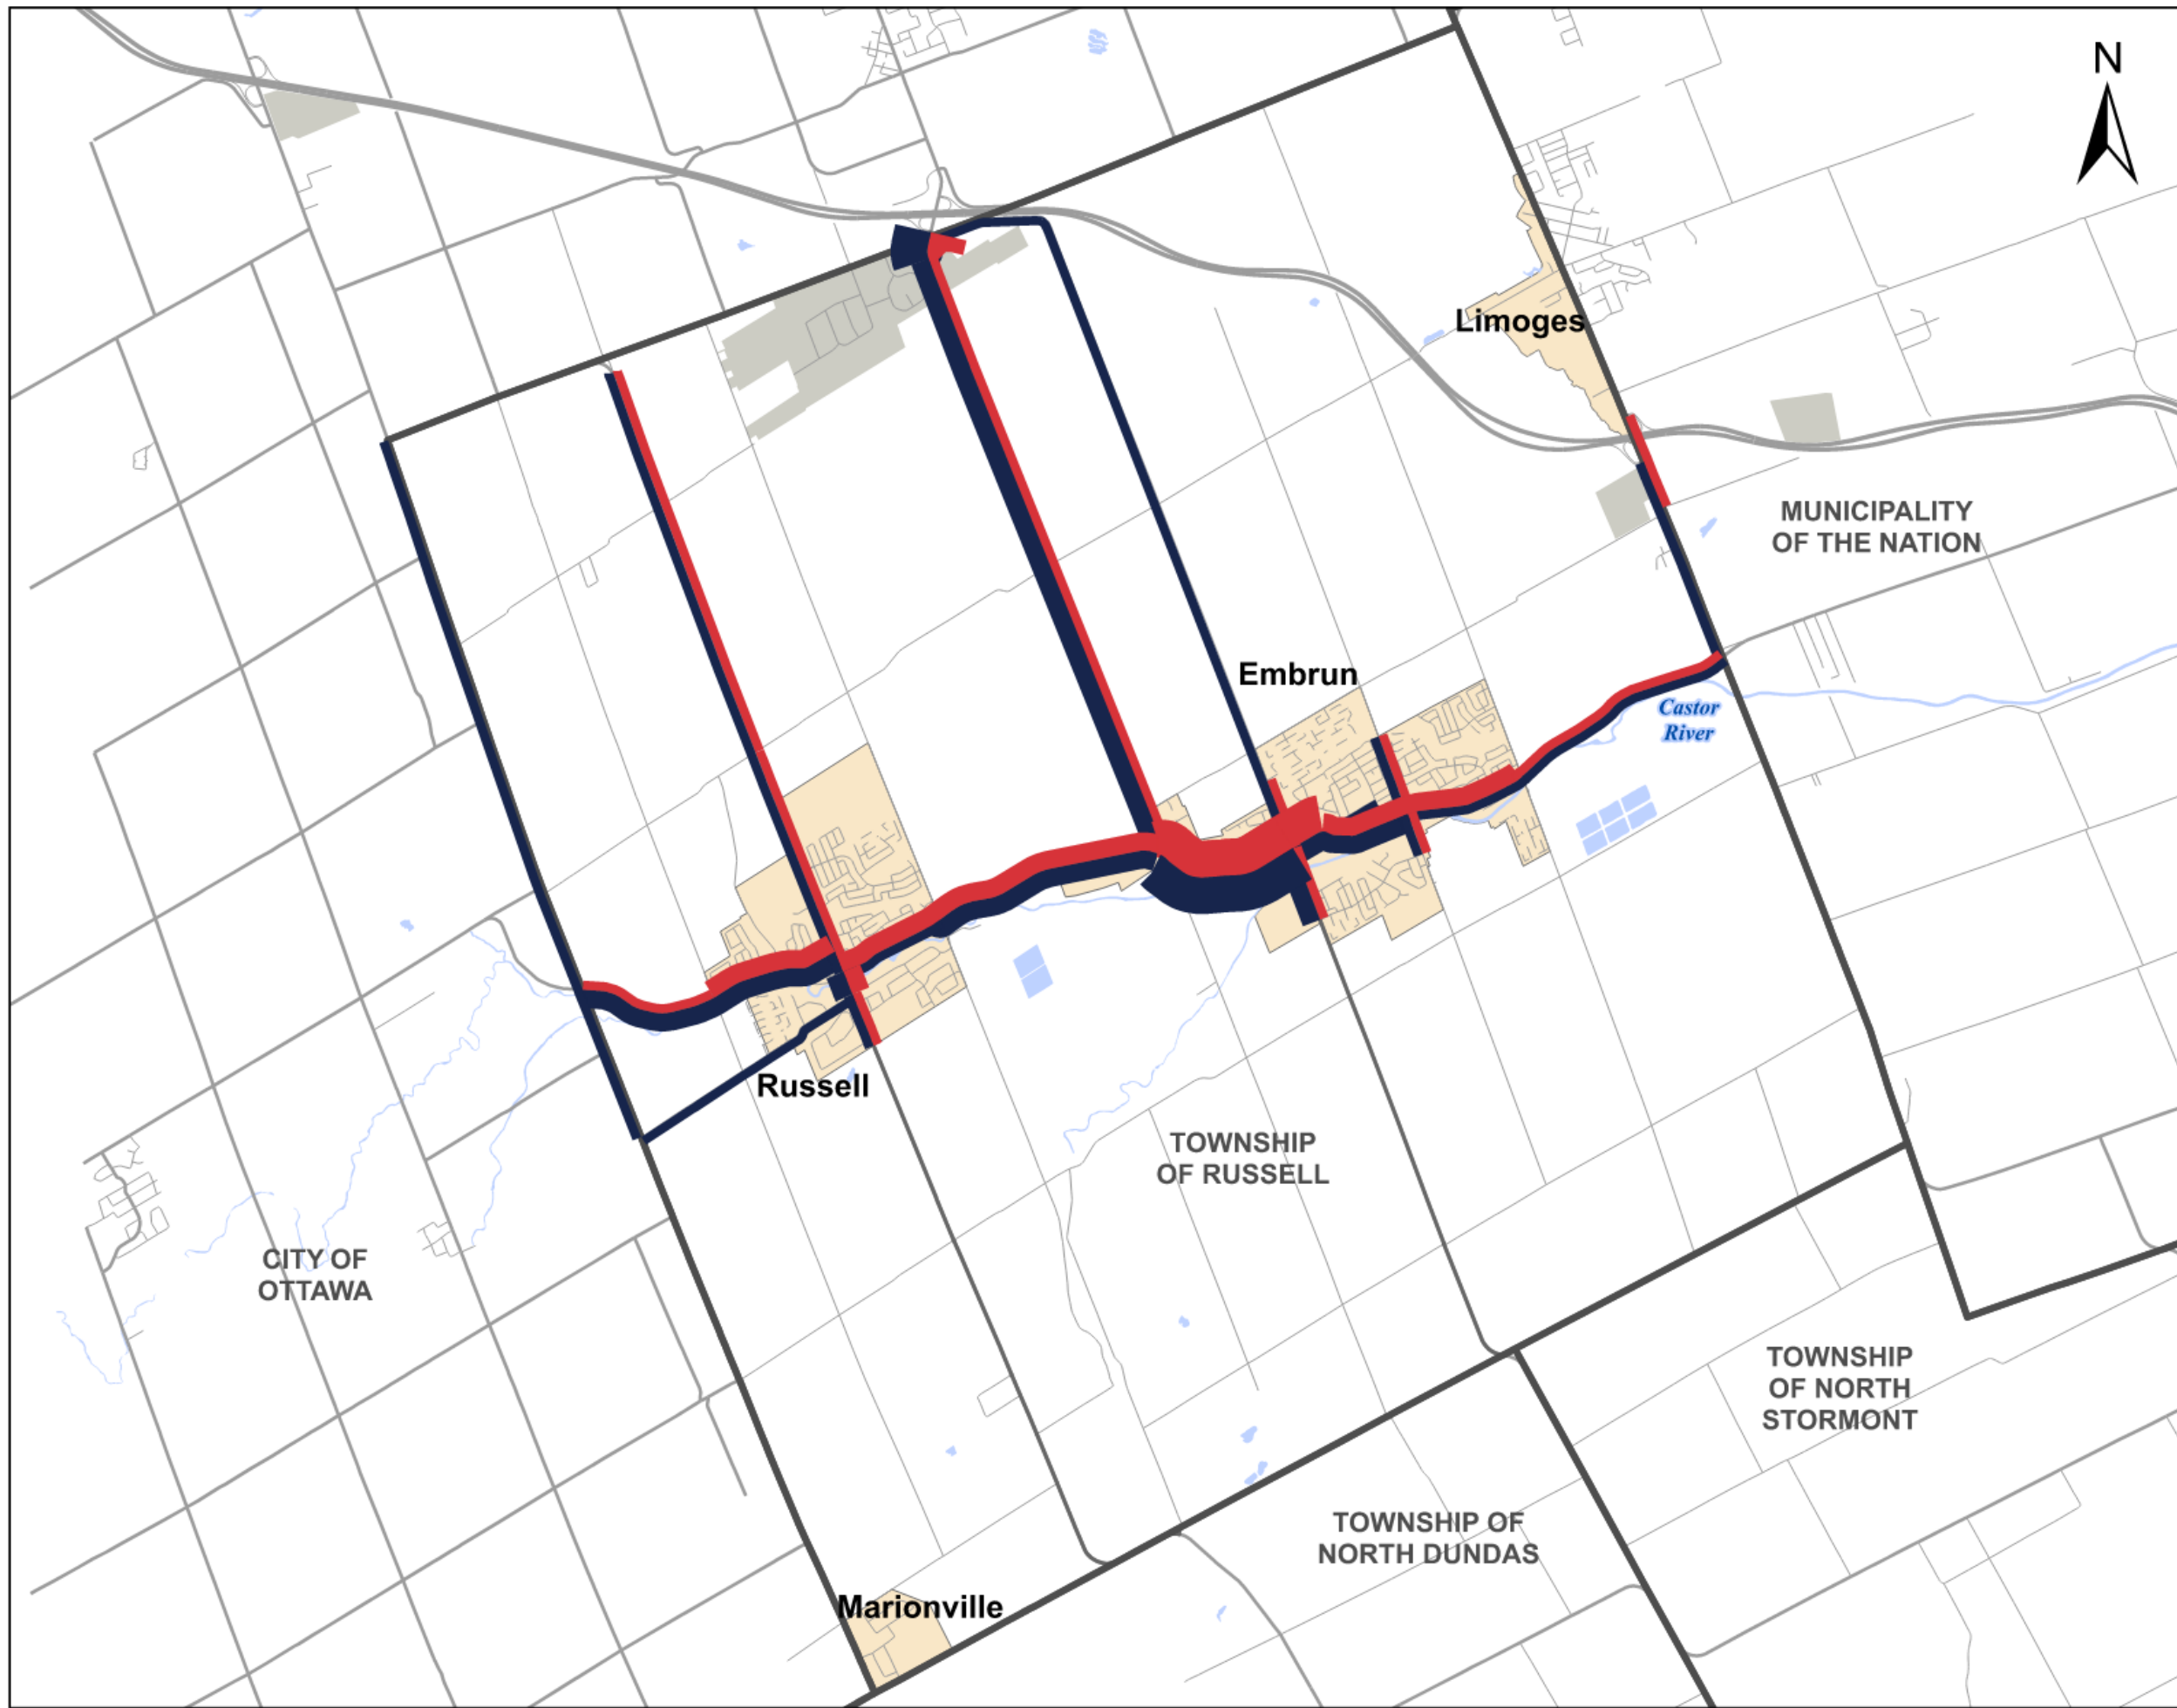 N
Limoges
MUNICIPALITY
OF THE NATION
Embrun
Castor
River
Russell
TOWNSHIP
OF RUSSELL
CITY OF
OTTAWA
TOWNSHIP
OF NORTH
STORMONT
TOWNSHIP OF
NORTH DUNDAS
Marionville